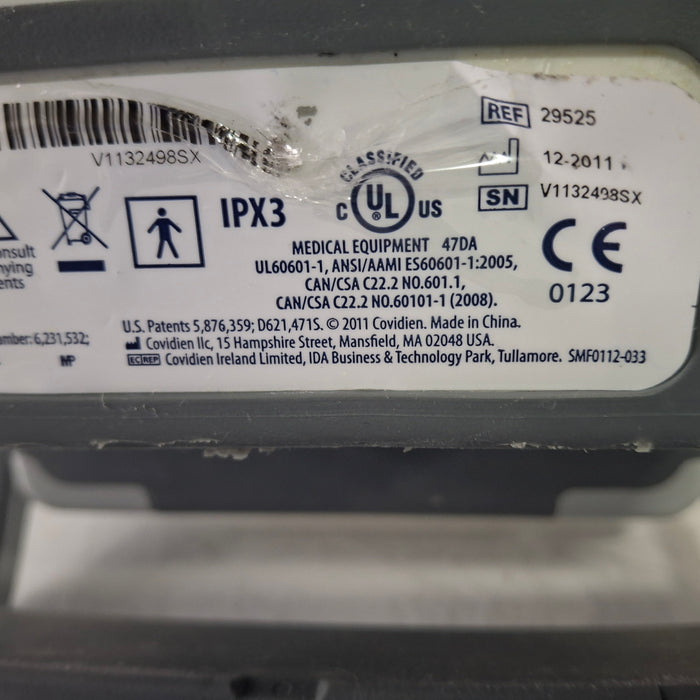 REF 29525
V1132498SX
12-2011
CLASSIFIED
C UL US
SN V1132498SX
IPX3
MEDICAL EQUIPMENT 47DA
UL60601-1, ANSI/AAMI ES60601-1:2005,
CAN/CSA C22.2 NO.601.1,
CAN/CSA C22.2 NO.60101-1 (2008).
CE
0123
onsult
nying
ents
U.S. Patents 5,876,359; D621,471S. © 2011 Covidien. Made in China.
umber: 6,231,532;
Covidien llc, 15 Hampshire Street, Mansfield, MA 02048 USA.
EC REP Covidien Ireland Limited, IDA Business & Technology Park, Tullamore. SMF0112-033